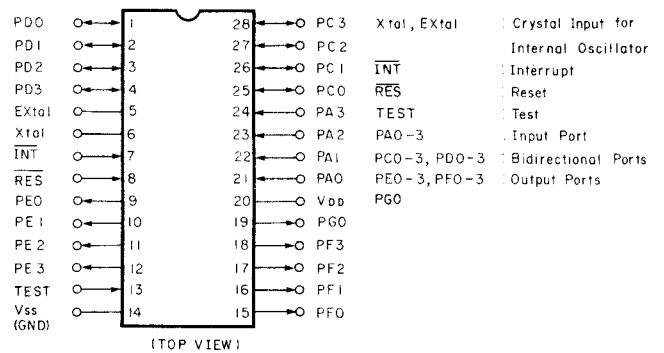 PD0 1 28 PC3 Xtal, EXtal : Crystal Input for
PD1 2 27 PC2 Internal Oscillator
PD2 3 26 PC1 INT : Interrupt
PD3 4 25 PC0 RES : Reset
EXtal 5 24 PA3 TEST : Test
Xtal 6 23 PA2 PA0-3 : Input Port
INT 7 22 PA1 PC0-3, PD0-3 : Bidirectional Ports
RES 8 21 PA0 PE0-3, PF0-3 : Output Ports
PE0 9 20 VDD PG0
PE1 10 19 PG0
PE2 11 18 PF3
PE3 12 17 PF2
TEST 13 16 PF1
Vss 14 15 PF0
(GND)
(TOP VIEW)